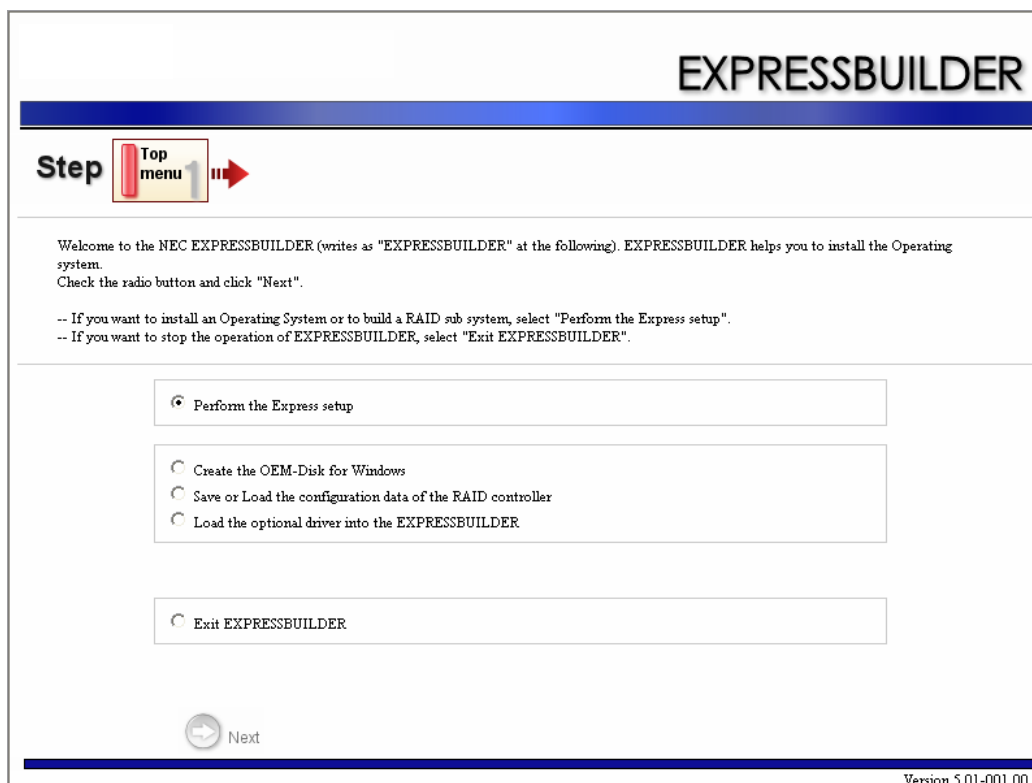 EXPRESSBUILDER
Step
Top
menu 1
Welcome to the NEC EXPRESSBUILDER (writes as "EXPRESSBUILDER" at the following). EXPRESSBUILDER helps you to install the Operating
system.
Check the radio button and click "Next".
-- If you want to install an Operating System or to build a RAID sub system, select "Perform the Express setup".
-- If you want to stop the operation of EXPRESSBUILDER, select "Exit EXPRESSBUILDER".
Perform the Express setup
Create the OEM-Disk for Windows
Save or Load the configuration data of the RAID controller
Load the optional driver into the EXPRESSBUILDER
Exit EXPRESSBUILDER
Next
Version 5.01-001.00